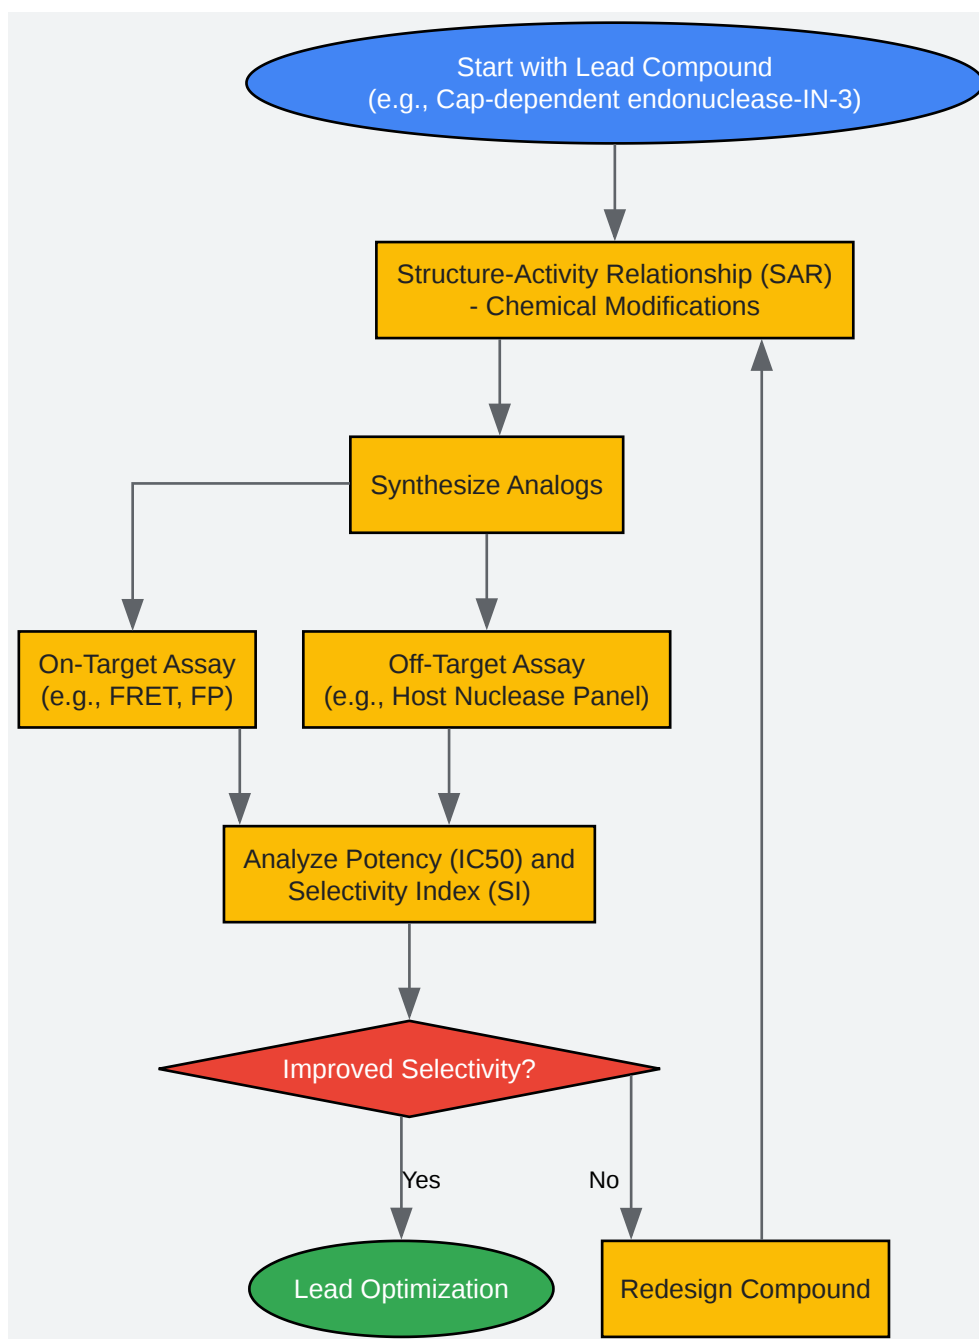 Start with Lead Compound
(e.g., Cap-dependent endonuclease-IN-3)
Structure-Activity Relationship (SAR)
- Chemical Modifications
Synthesize Analogs
On-Target Assay
(e.g., FRET, FP)
Off-Target Assay
(e.g., Host Nuclease Panel)
Analyze Potency (IC50) and
Selectivity Index (SI)
Improved Selectivity?
Yes
No
Lead Optimization
Redesign Compound